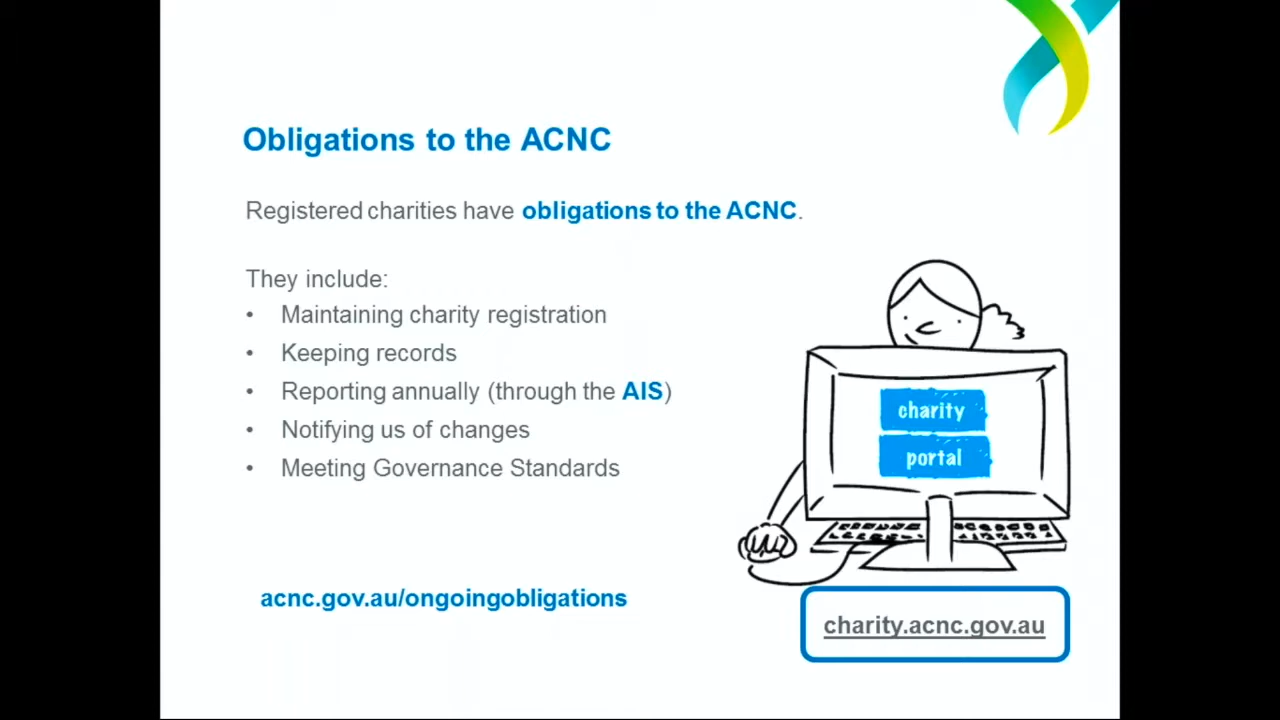 Obligations to the ACNC
Registered charities have obligations to the ACNC.
They include:
• Maintaining charity registration
• Keeping records
• Reporting annually (through the AIS)
• Notifying us of changes
• Meeting Governance Standards
charity
portal
acnc.gov.au/ongoingobligations
charity.acnc.gov.au